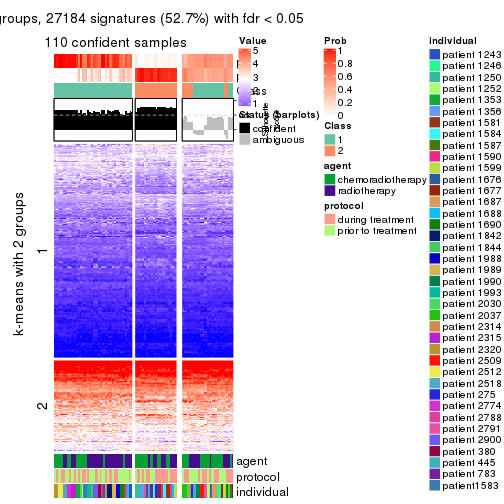 groups, 27184 signatures (52.7%) with fdr < 0.05
110 confident samples
k-means with 2 groups
1
2
agent
protocol
individual
Value
5
4
3
2
1
Status (barplots)
confident
ambiguous
Prob
1
0.8
0.6
0.4
0.2
0
Class
1
2
agent
chemoradiotherapy
radiotherapy
protocol
during treatment
prior to treatment
individual
patient 1243
patient 1246
patient 1250
patient 1252
patient 1353
patient 1356
patient 1581
patient 1584
patient 1587
patient 1590
patient 1599
patient 1676
patient 1677
patient 1687
patient 1688
patient 1690
patient 1842
patient 1844
patient 1988
patient 1989
patient 1990
patient 1993
patient 2030
patient 2037
patient 2314
patient 2315
patient 2320
patient 2509
patient 2512
patient 2518
patient 275
patient 2774
patient 2788
patient 2791
patient 2900
patient 380
patient 445
patient 783
patient1583